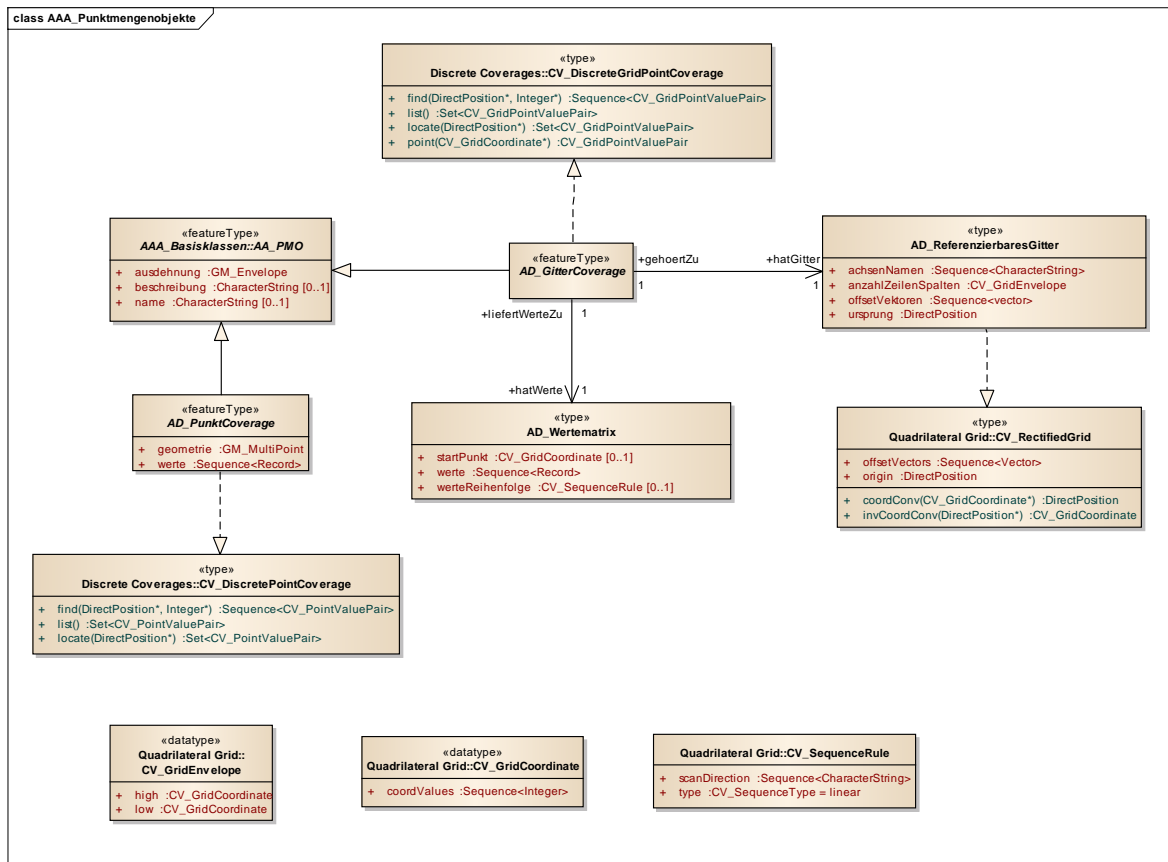 class AAA_Punktmengenobjekte
«type»
Discrete Coverages::CV_DiscreteGridPointCoverage
+ find(DirectPosition*, Integer*) :Sequence<CV_GridPointValuePair>
+ list() :Set<CV_GridPointValuePair>
+ locate(DirectPosition*) :Set<CV_GridPointValuePair>
+ point(CV_GridCoordinate*) :CV_GridPointValuePair
«featureType»
AAA_Basisklassen::AA_PMO
+ ausdehnung :GM_Envelope
+ beschreibung :CharacterString [0..1]
+ name :CharacterString [0..1]
«featureType»
AD_GitterCoverage
+gehoertZu
1
+hatGitter
1
«type»
AD_ReferenzierbaresGitter
+ achsenNamen :Sequence<CharacterString>
+ anzahlZeilenSpalten :CV_GridEnvelope
+ offsetVektoren :Sequence<vector>
+ ursprung :DirectPosition
+liefertWerteZu
1
+hatWerte
1
«featureType»
AD_PunktCoverage
+ geometrie :GM_MultiPoint
+ werte :Sequence<Record>
«type»
AD_Wertematrix
+ startPunkt :CV_GridCoordinate [0..1]
+ werte :Sequence<Record>
+ werteReihenfolge :CV_SequenceRule [0..1]
«type»
Quadrilateral Grid::CV_RectifiedGrid
+ offsetVectors :Sequence<Vector>
+ origin :DirectPosition
+ coordConv(CV_GridCoordinate*) :DirectPosition
+ invCoordConv(DirectPosition*) :CV_GridCoordinate
«type»
Discrete Coverages::CV_DiscretePointCoverage
+ find(DirectPosition*, Integer*) :Sequence<CV_PointValuePair>
+ list() :Set<CV_PointValuePair>
+ locate(DirectPosition*) :Set<CV_PointValuePair>
«datatype»
Quadrilateral Grid::
CV_GridEnvelope
+ high :CV_GridCoordinate
+ low :CV_GridCoordinate
«datatype»
Quadrilateral Grid::CV_GridCoordinate
+ coordValues :Sequence<Integer>
Quadrilateral Grid::CV_SequenceRule
+ scanDirection :Sequence<CharacterString>
+ type :CV_SequenceType = linear